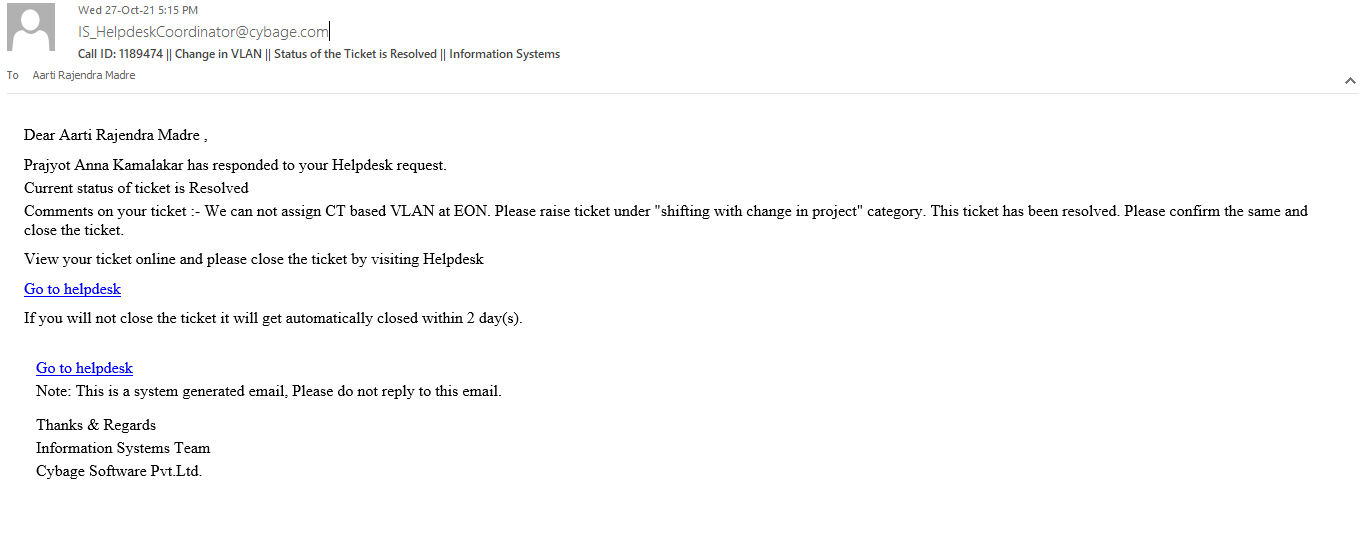 Wed 27-Oct-21 5:15 PM
IS_HelpdeskCoordinator@cybage.com
Call ID: 1189474 || Change in VLAN || Status of the Ticket is Resolved || Information Systems
To Aarti Rajendra Madre
Dear Aarti Rajendra Madre ,
Prajyot Anna Kamalakar has responded to your Helpdesk request.
Current status of ticket is Resolved
Comments on your ticket :- We can not assign CT based VLAN at EON. Please raise ticket under "shifting with change in project" category. This ticket has been resolved. Please confirm the same and
close the ticket.
View your ticket online and please close the ticket by visiting Helpdesk
Go to helpdesk
If you will not close the ticket it will get automatically closed within 2 day(s).
Go to helpdesk
Note: This is a system generated email, Please do not reply to this email.
Thanks & Regards
Information Systems Team
Cybage Software Pvt.Ltd.